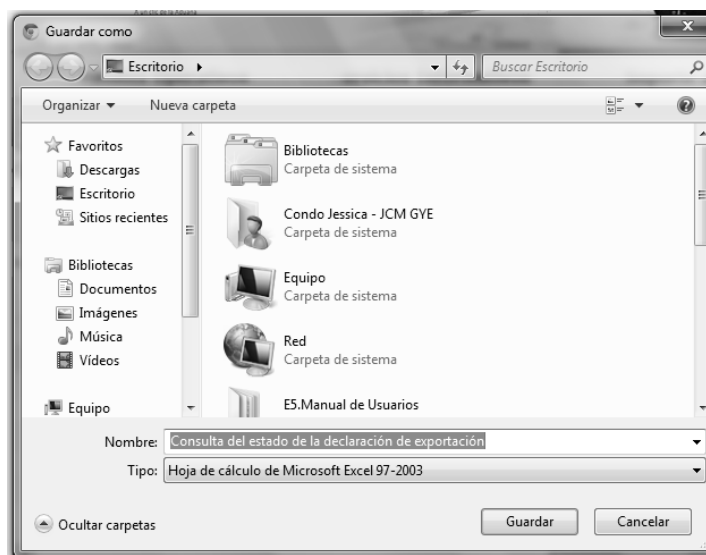 Guardar como
Escritorio
Buscar Escritorio
Organizar
Nueva carpeta
Favoritos
Descargas
Escritorio
Sitios recientes
Bibliotecas
Documentos
Imágenes
Música
Vídeos
Equipo
Bibliotecas
Carpeta de sistema
Condo Jessica - JCM GYE
Carpeta de sistema
Equipo
Carpeta de sistema
Red
Carpeta de sistema
E5.Manual de Usuarios
Nombre: Consulta del estado de la declaración de exportación
Tipo: Hoja de cálculo de Microsoft Excel 97-2003
Ocultar carpetas
Guardar
Cancelar